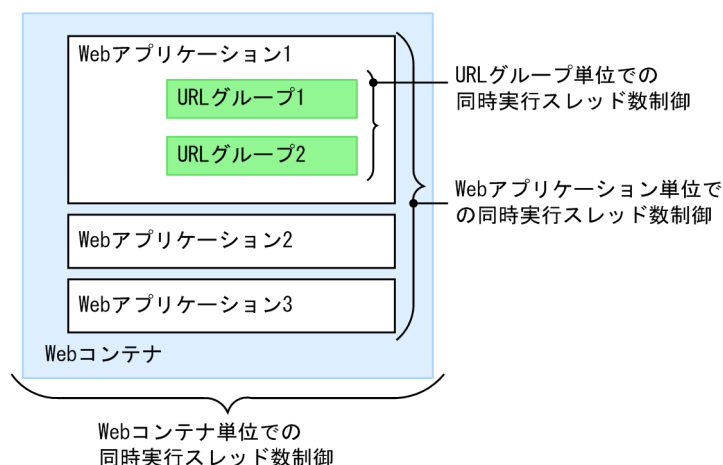 Webアプリケーション1
URLグループ1
URLグループ2
URLグループ単位での
同時実行スレッド数制御
Webアプリケーション単位で
の同時実行スレッド数制御
Webアプリケーション2
Webアプリケーション3
Webコンテナ
Webコンテナ単位での
同時実行スレッド数制御